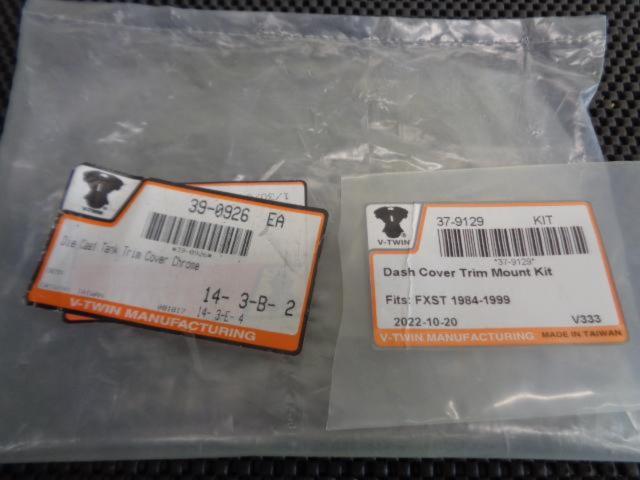 39-0926 EA
*39-0926*
Die Cast Tank Trim Cover Chrome
14- 3-B- 2
14- 3-E- 4
V-TWIN MANUFACTURING
V-TWIN
37-9129 KIT
*37-9129*
Dash Cover Trim Mount Kit
Fits: FXST 1984-1999
2022-10-20 V333
V-TWIN MANUFACTURING MADE IN TAIWAN